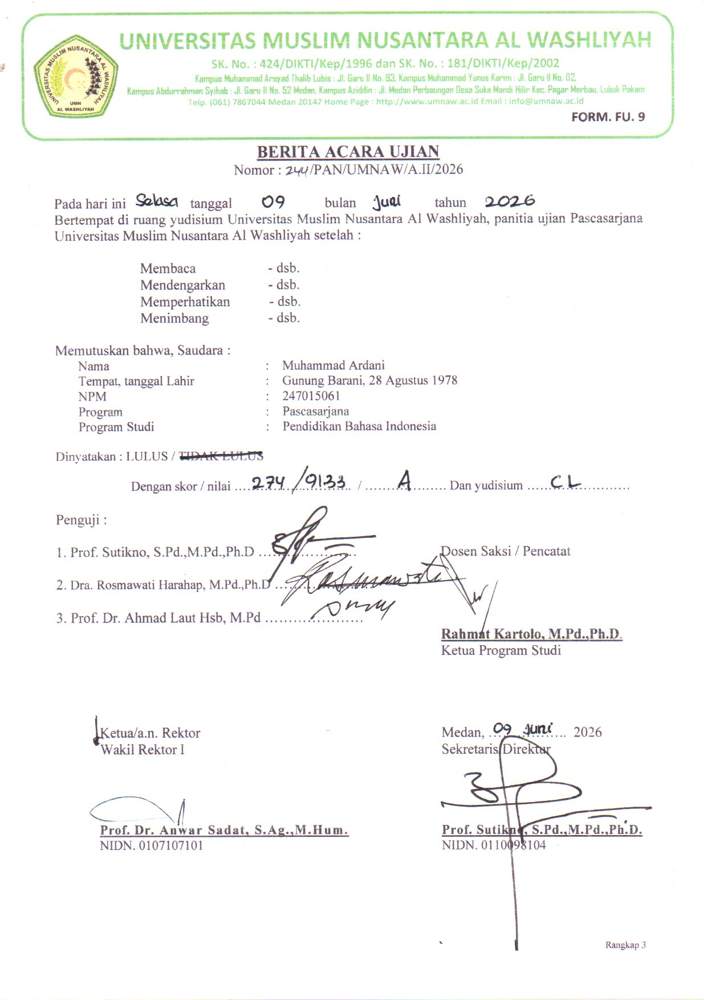 UNIVERSITAS MUSLIM NUSANTARA AL WASHLIYAH
SK. No. : 424/DIKTI/Kep/1996 dan SK. No. : 181/DIKTI/Kep/2002
Kampus Muhammad Arsyad Thalib Lubis : Jl. Garu II No. 93, Kampus Muhammad Yunus Karim : Jl. Garu II No. 02,
Kampus Abdurrahman Syihab : Jl. Garu II No. 52 Medan, Kampus Aziddin : Jl. Medan Perbaungan Desa Suka Mandi Hilir Kec. Pagar Merbau, Lubuk Pakam
Telp. (061) 7867044 Medan 20147 Home Page : http://www.umnaw.ac.id Email : info@umnaw.ac.id
UNIVERSITAS MUSLIM NUSANTARA AL WASHLIYAH
UMN
AL WASHLIYAH
FORM. FU. 9
BERITA ACARA UJIAN
Nomor : 244/PAN/UMNAW/A.II/2026
Pada hari ini Selasa tanggal 09 bulan Juni tahun 2026
Bertempat di ruang yudisium Universitas Muslim Nusantara Al Washliyah, panitia ujian Pascasarjana
Universitas Muslim Nusantara Al Washliyah setelah :
Membaca - dsb.
Mendengarkan - dsb.
Memperhatikan - dsb.
Menimbang - dsb.
Memutuskan bahwa, Saudara :
Nama : Muhammad Ardani
Tempat, tanggal Lahir : Gunung Barani, 28 Agustus 1978
NPM : 247015061
Program : Pascasarjana
Program Studi : Pendidikan Bahasa Indonesia
Dinyatakan : LULUS / TIDAK LULUS
Dengan skor / nilai .... 274 / 91.33 .... / .... A .... Dan yudisium .... CL ....
Penguji :
1. Prof. Sutikno, S.Pd.,M.Pd.,Ph.D ........ Dosen Saksi / Pencatat
2. Dra. Rosmawati Harahap, M.Pd.,Ph.D ........ Rosmawati
3. Prof. Dr. Ahmad Laut Hsb, M.Pd ........
Rahmat Kartolo, M.Pd.,Ph.D.
Ketua Program Studi
Ketua/a.n. Rektor
Wakil Rektor I
Medan, .. 09 Juni .. 2026
Sekretaris/Direktur
Prof. Dr. Anwar Sadat, S.Ag.,M.Hum.
NIDN. 0107107101
Prof. Sutikno, S.Pd.,M.Pd.,Ph.D.
NIDN. 0110098104
Rangkap 3